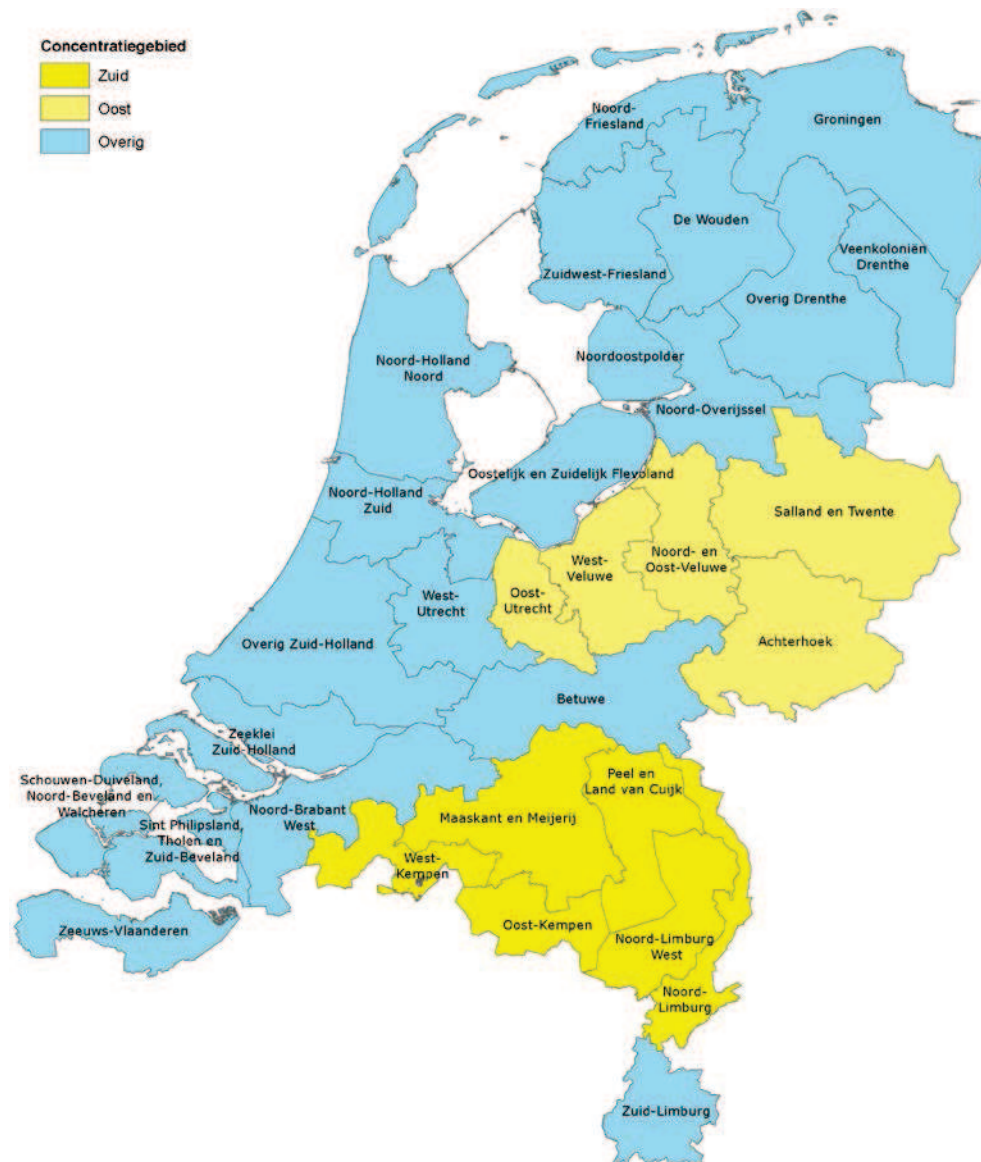 Concentratiegebied
Zuid
Oost
Overig
Noord-
Friesland
Groningen
De Wouden
Veenkoloniën
Drenthe
Zuidwest-Friesland
Overig Drenthe
Noord-Holland
Noord
Noordoostpolder
Noord-Overijssel
Oostelijk en Zuidelijk Flevoland
Noord-Holland
Zuid
Salland en Twente
Noord- en
Oost-Veluwe
West-
Veluwe
West-
Utrecht
Oost-
Utrecht
Overig Zuid-Holland
Achterhoek
Betuwe
Zeeklei
Zuid-Holland
Schouwen-Duiveland,
Noord-Beveland en
Walcheren
Peel en
Land van Cuijk
Noord-Brabant
West
Maaskant en Meijerij
Sint Philipsland,
Tholen en
Zuid-Beveland
West-
Kempen
Zeeuws-Vlaanderen
Oost-Kempen
Noord-Limburg
West
Noord-
Limburg
Zuid-Limburg